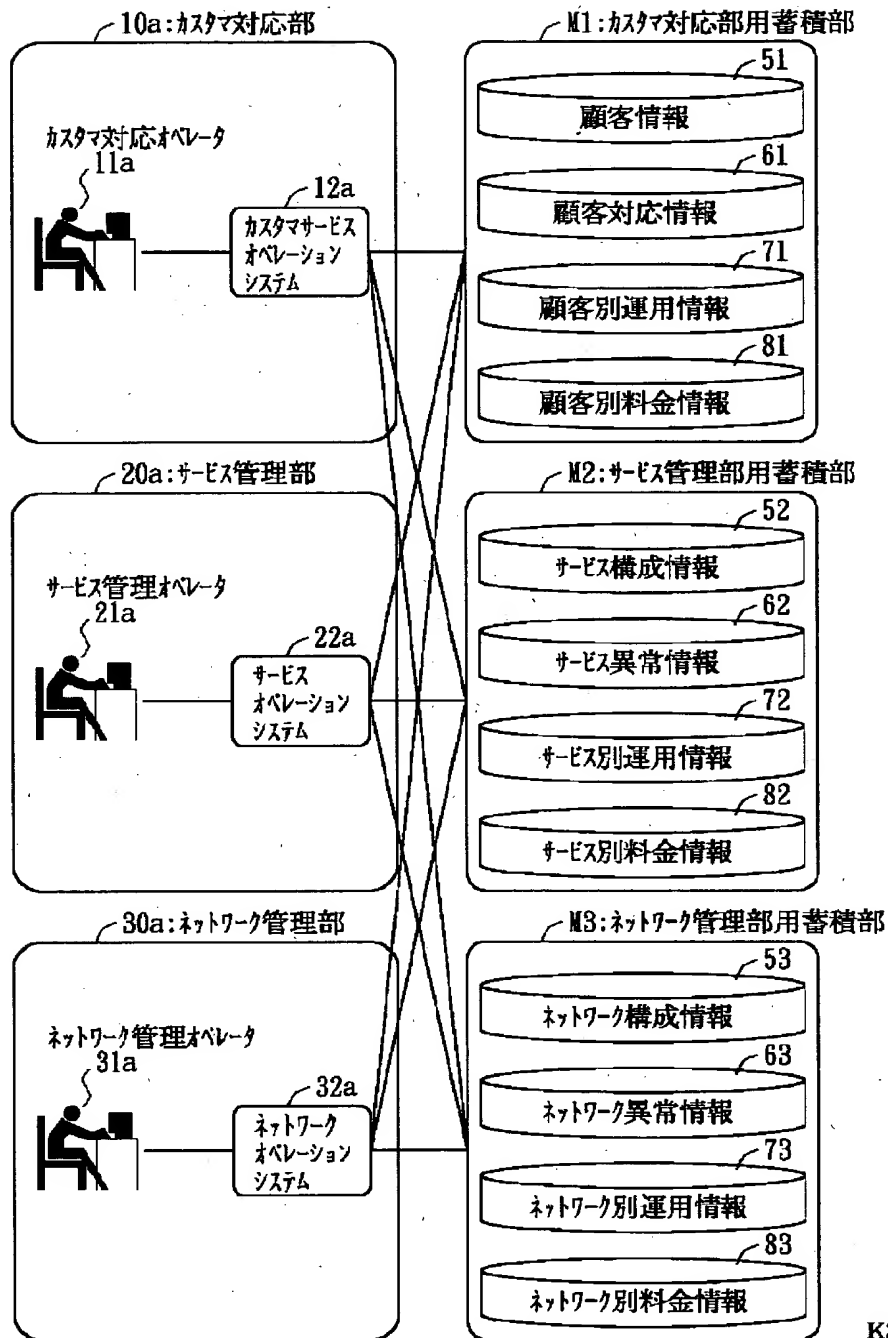 10a:カスタマ対応部
カスタマ対応オペレータ
11a
12a
カスタマサービス
オペレーション
システム
M1:カスタマ対応部用蓄積部
51
顧客情報
61
顧客対応情報
71
顧客別運用情報
81
顧客別料金情報
20a:サービス管理部
サービス管理オペレータ
21a
22a
サービス
オペレーション
システム
M2:サービス管理部用蓄積部
52
サービス構成情報
62
サービス異常情報
72
サービス別運用情報
82
サービス別料金情報
30a:ネットワーク管理部
ネットワーク管理オペレータ
31a
32a
ネットワーク
オペレーション
システム
M3:ネットワーク管理部用蓄積部
53
ネットワーク構成情報
63
ネットワーク異常情報
73
ネットワーク別運用情報
83
ネットワーク別料金情報